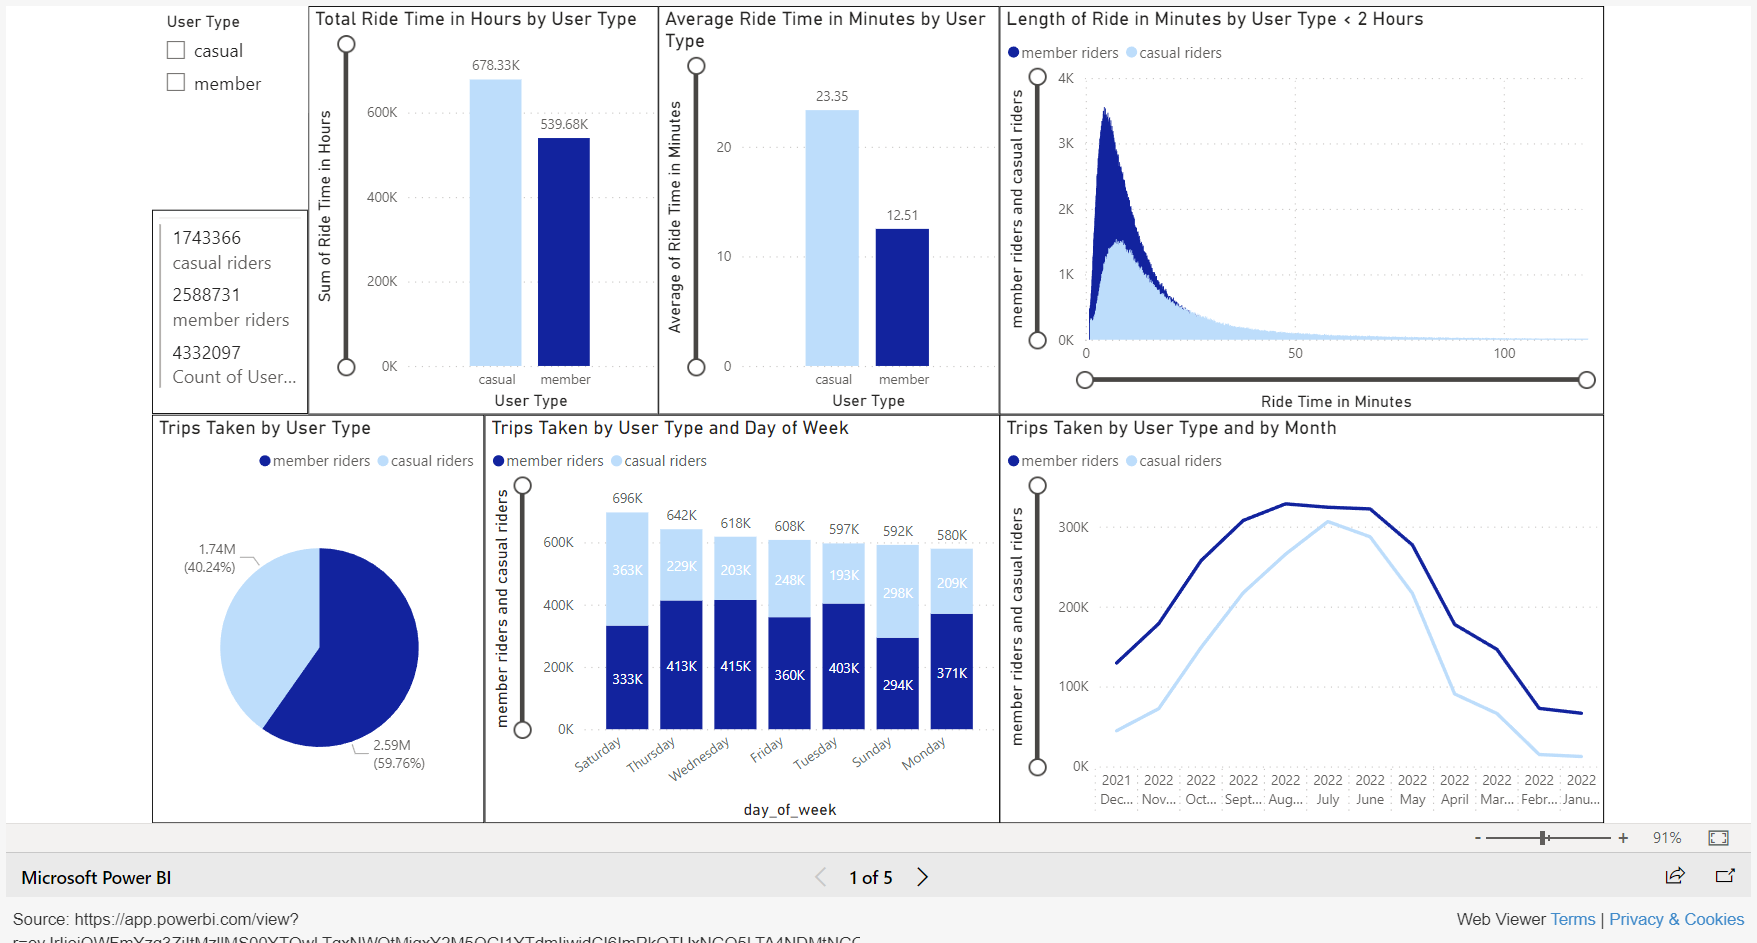 User Type
casual
member
1743366
casual riders
2588731
member riders
4332097
Count of User...
Total Ride Time in Hours by User Type
Sum of Ride Time in Hours
600K
400K
200K
0K
678.33K
539.68K
casual member
User Type
Average Ride Time in Minutes by User
Type
Average of Ride Time in Minutes
20
10
0
23.35
12.51
casual member
User Type
Length of Ride in Minutes by User Type < 2 Hours
member riders casual riders
member riders and casual riders
4K
3K
2K
1K
0K
0 50 100
Ride Time in Minutes
Trips Taken by User Type
member riders casual riders
1.74M
(40.24%)
2.59M
(59.76%)
Trips Taken by User Type and Day of Week
member riders casual riders
member riders and casual riders
600K
400K
200K
0K
696K 642K 618K 608K 597K 592K 580K
363K 229K 203K 248K 193K 298K 209K
333K 413K 415K 360K 403K 294K 371K
Saturday Thursday Wednesday Friday Tuesday Sunday Monday
day_of_week
Trips Taken by User Type and by Month
member riders casual riders
member riders and casual riders
300K
200K
100K
0K
2021 2022 2022 2022 2022 2022 2022 2022 2022 2022 2022 2022
Dec... Nov... Oct... Sept... Aug... July June May April Mar... Febr... Janu...
- + 91%
Microsoft Power BI
1 of 5
Source: https://app.powerbi.com/view?
Web Viewer Terms | Privacy & Cookies